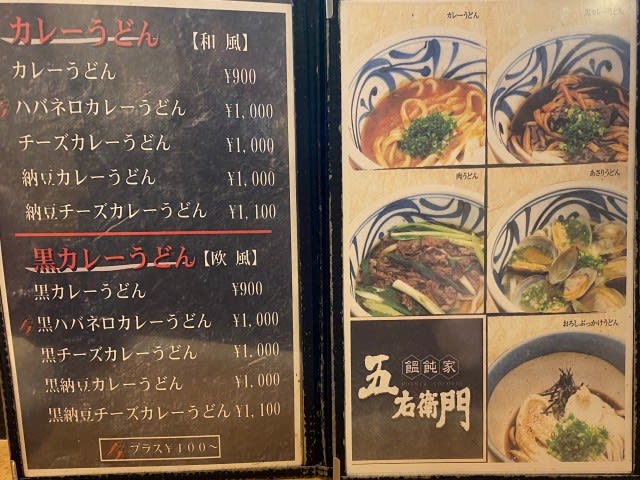 カレーうどん 【和 風】
カレーうどん ¥900
ハバネロカレーうどん ¥1,000
チーズカレーうどん ¥1,000
納豆カレーうどん ¥1,000
納豆チーズカレーうどん ¥1,100
黒カレーうどん 【欧 風】
黒カレーうどん ¥900
黒ハバネロカレーうどん ¥1,000
黒チーズカレーうどん ¥1,000
黒納豆カレーうどん ¥1,000
黒納豆チーズカレーうどん ¥1,100
プラス¥100～
カレーうどん
黒カレーうどん
肉うどん
あさりうどん
饂飩家
五右衛門
おろしぶっかけうどん